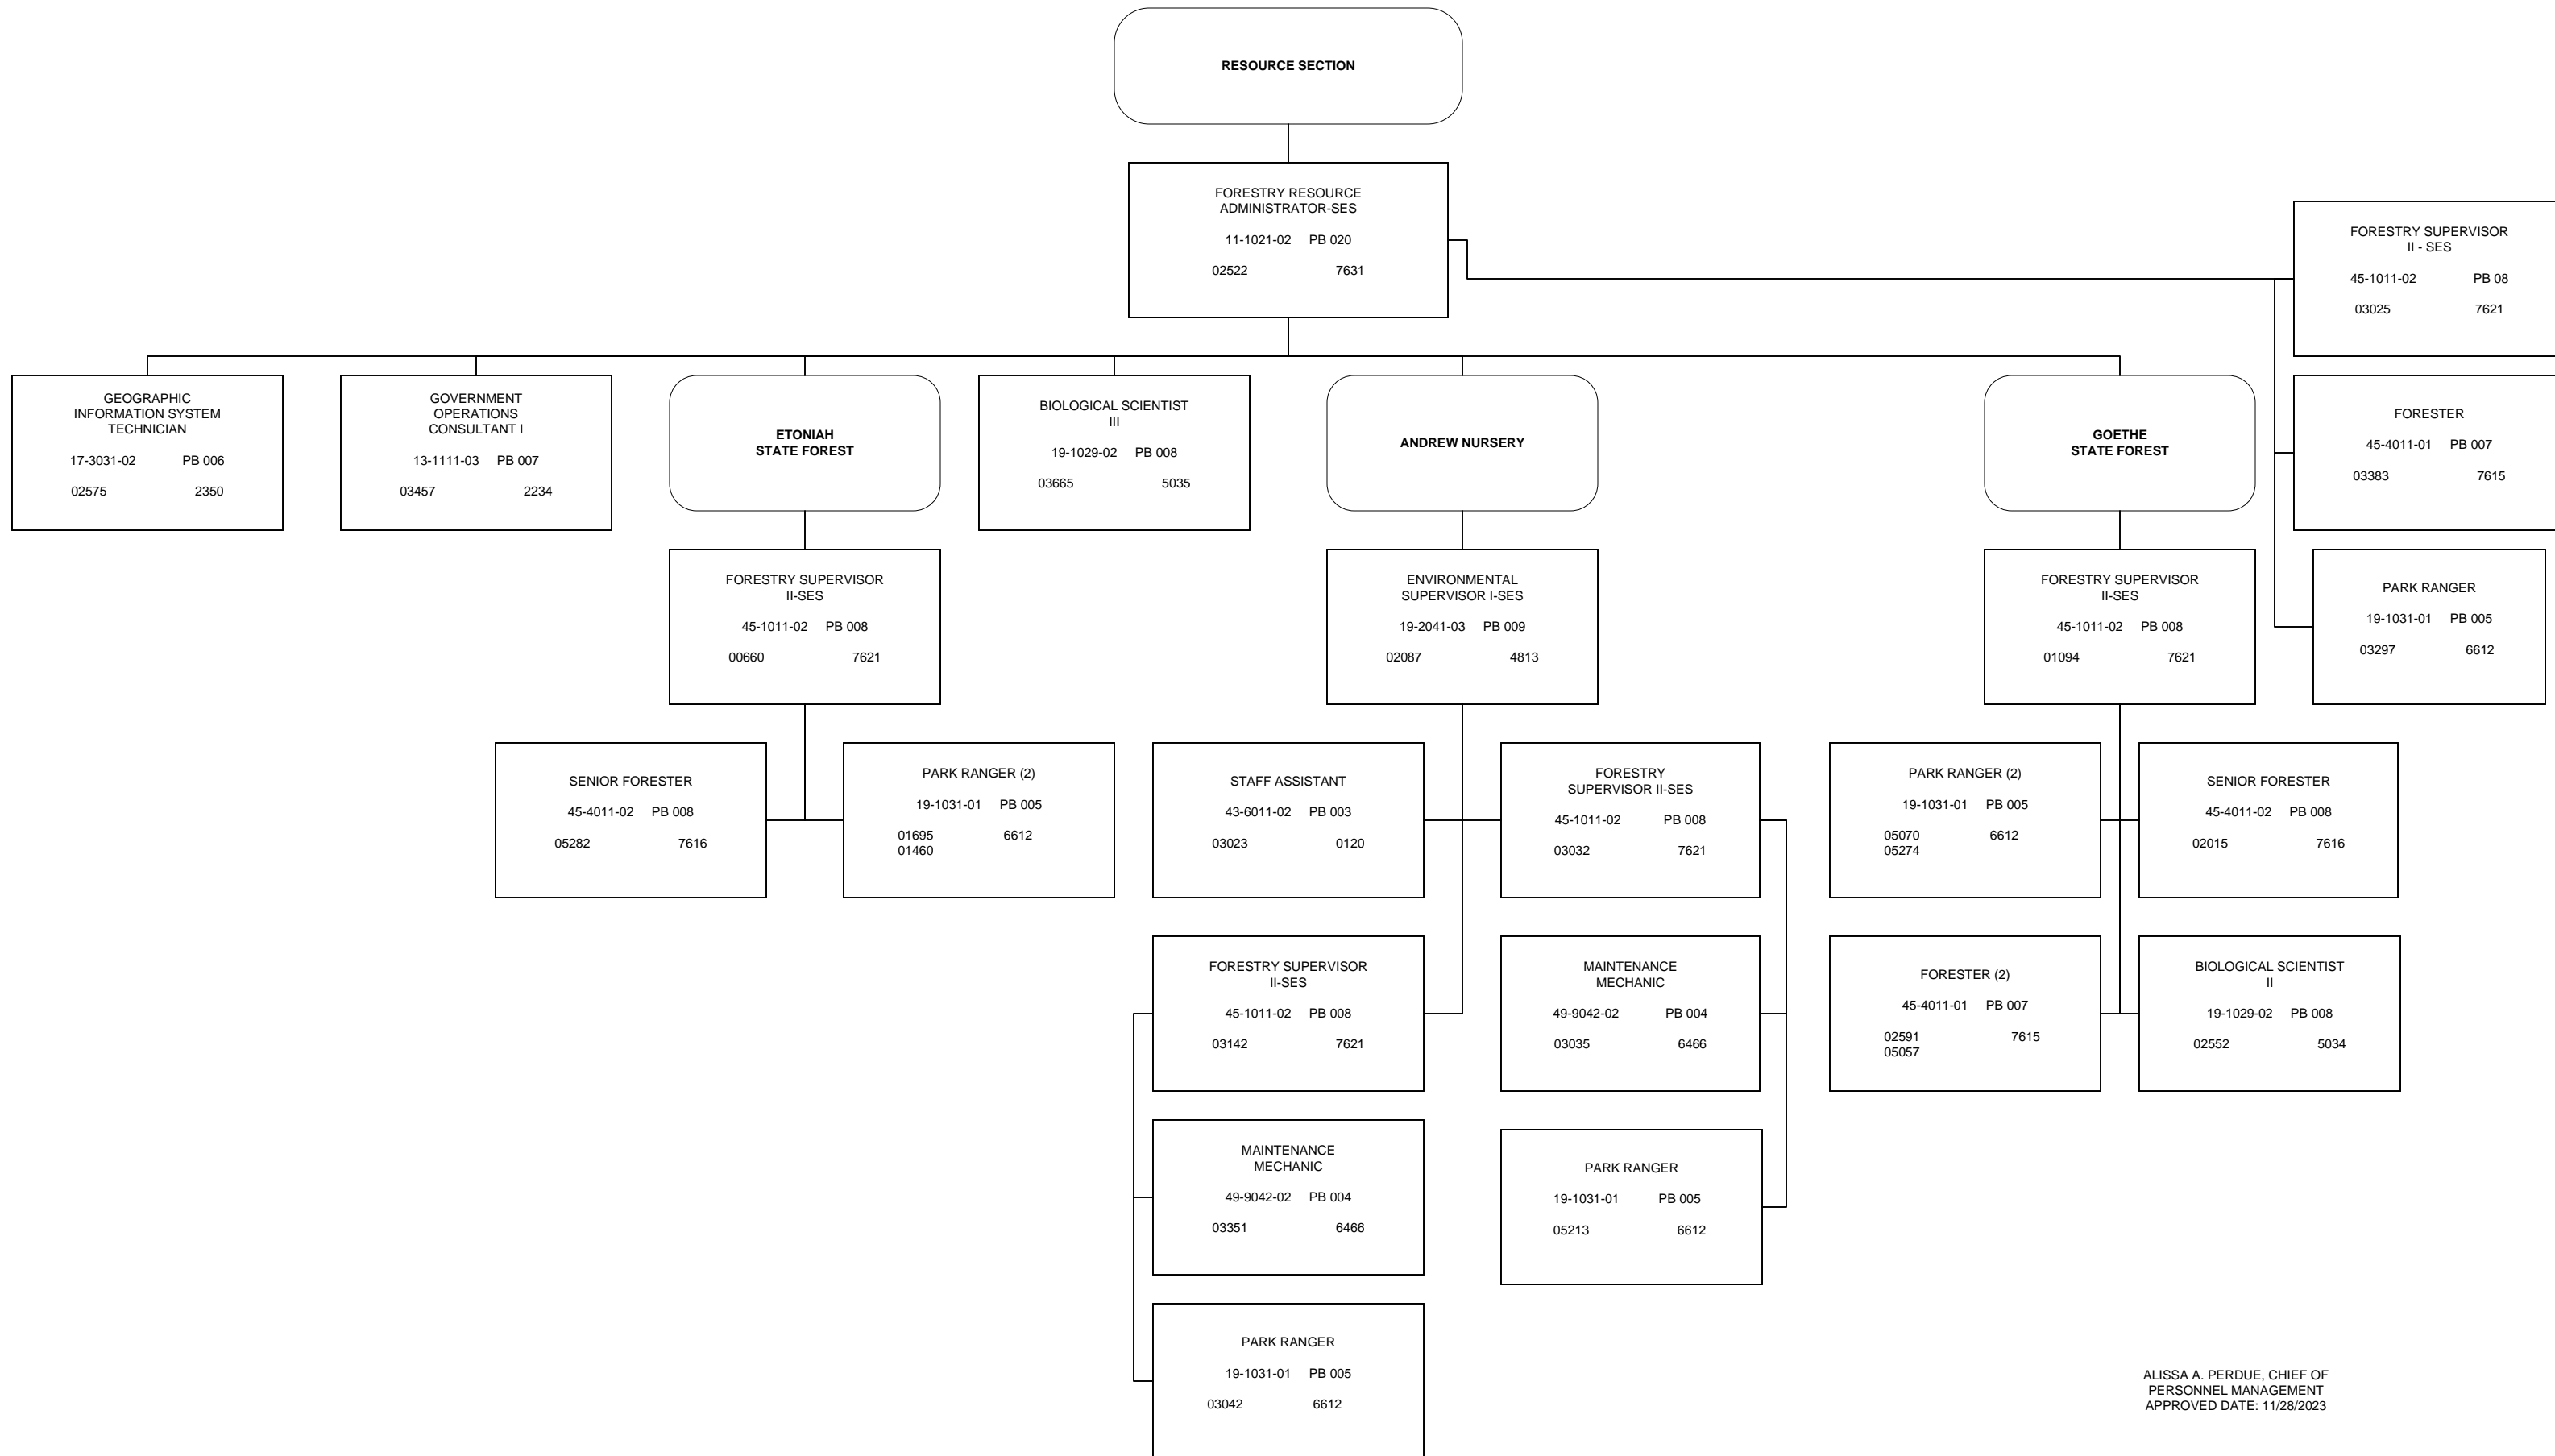 RESOURCE SECTION
FORESTRY RESOURCE
ADMINISTRATOR-SES
11-1021-02 PB 020
02522 7631
FORESTRY SUPERVISOR
II - SES
45-1011-02 PB 08
03025 7621
FORESTER
45-4011-01 PB 007
03383 7615
PARK RANGER
19-1031-01 PB 005
03297 6612
GEOGRAPHIC
INFORMATION SYSTEM
TECHNICIAN
17-3031-02 PB 006
02575 2350
GOVERNMENT
OPERATIONS
CONSULTANT I
13-1111-03 PB 007
03457 2234
ETONIAH
STATE FOREST
BIOLOGICAL SCIENTIST
III
19-1029-02 PB 008
03665 5035
ANDREW NURSERY
GOETHE
STATE FOREST
FORESTRY SUPERVISOR
II-SES
45-1011-02 PB 008
00660 7621
ENVIRONMENTAL
SUPERVISOR I-SES
19-2041-03 PB 009
02087 4813
FORESTRY SUPERVISOR
II-SES
45-1011-02 PB 008
01094 7621
SENIOR FORESTER
45-4011-02 PB 008
05282 7616
PARK RANGER (2)
19-1031-01 PB 005
01695 6612
01460
STAFF ASSISTANT
43-6011-02 PB 003
03023 0120
FORESTRY
SUPERVISOR II-SES
45-1011-02 PB 008
03032 7621
PARK RANGER (2)
19-1031-01 PB 005
05070 6612
05274
SENIOR FORESTER
45-4011-02 PB 008
02015 7616
FORESTRY SUPERVISOR
II-SES
45-1011-02 PB 008
03142 7621
MAINTENANCE
MECHANIC
49-9042-02 PB 004
03035 6466
FORESTER (2)
45-4011-01 PB 007
02591 7615
05057
BIOLOGICAL SCIENTIST
II
19-1029-02 PB 008
02552 5034
MAINTENANCE
MECHANIC
49-9042-02 PB 004
03351 6466
PARK RANGER
19-1031-01 PB 005
05213 6612
PARK RANGER
19-1031-01 PB 005
03042 6612
ALISSA A. PERDUE, CHIEF OF
PERSONNEL MANAGEMENT
APPROVED DATE: 11/28/2023